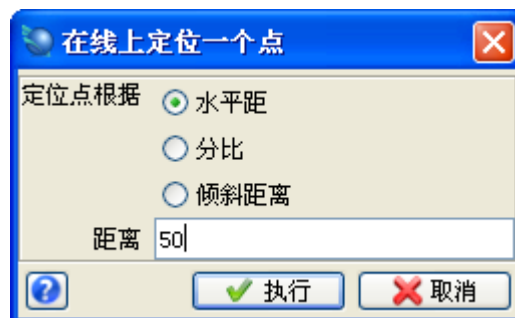 在线上定位一个点
定位点根据 水平距
分比
倾斜距离
距离 50
执行 取消